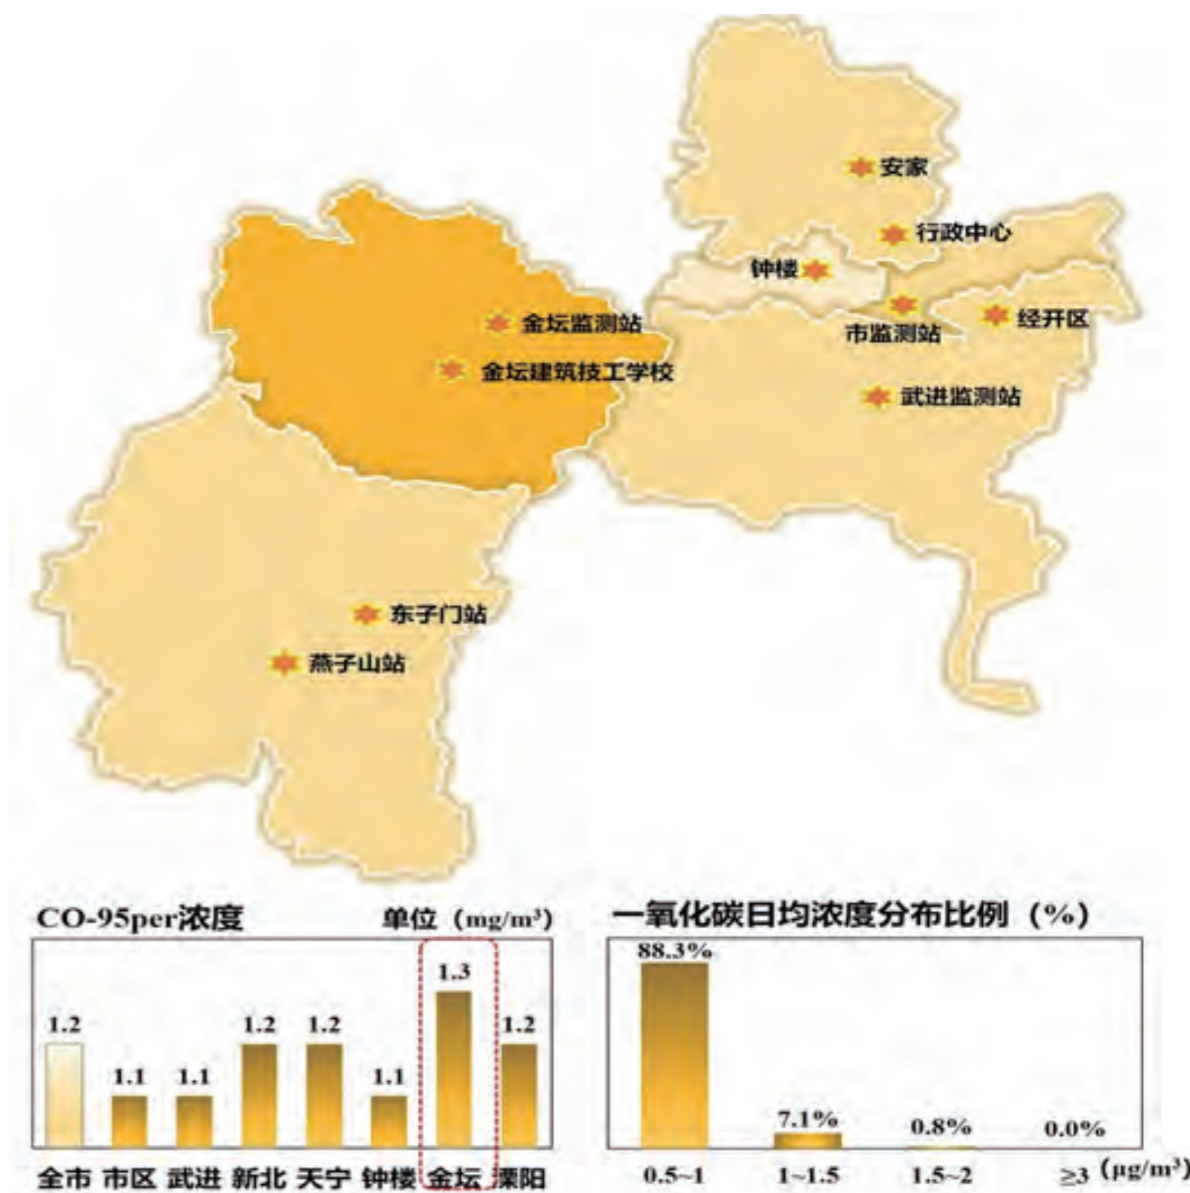 安家
行政中心
钟楼
金坛监测站
经开区
市监测站
金坛建筑技工学校
武进监测站
东子门站
燕子山站
CO-95per浓度 单位（mg/m³）
1.3
1.2 1.2 1.2 1.2
1.1 1.1 1.1
全市 市区 武进 新北 天宁 钟楼 金坛 溧阳
一氧化碳日均浓度分布比例（%）
88.3%
7.1% 0.8% 0.0%
0.5~1 1~1.5 1.5~2 ≥3 (μg/m³)